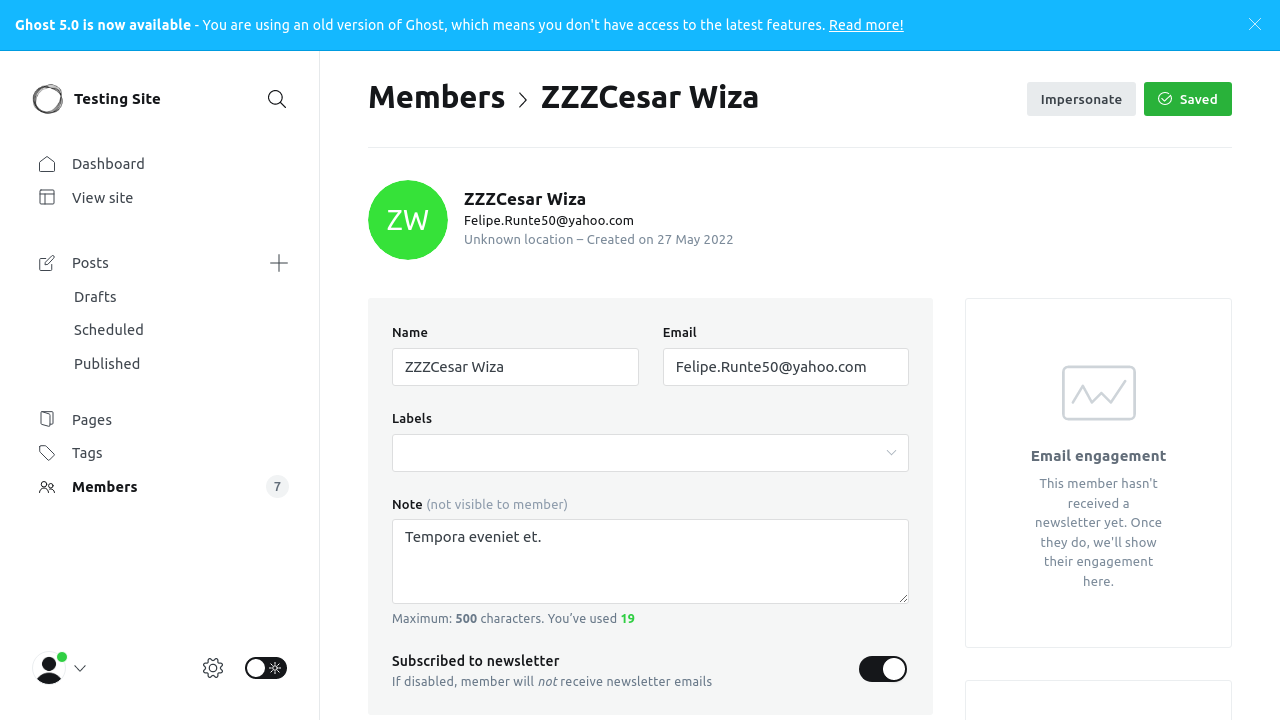 Ghost 5.0 is now available - You are using an old version of Ghost, which means you don't have access to the latest features. Read more!
Testing Site
Dashboard
View site
Posts
Drafts
Scheduled
Published
Pages
Tags
Members
7
Members
ZZZCesar Wiza
Impersonate
Saved
ZW
ZZZCesar Wiza
Felipe.Runte50@yahoo.com
Unknown location – Created on 27 May 2022
Name
ZZZCesar Wiza
Email
Felipe.Runte50@yahoo.com
Labels
Note (not visible to member)
Tempora eveniet et.
Maximum: 500 characters. You’ve used 19
Subscribed to newsletter
If disabled, member will not receive newsletter emails
Email engagement
This member hasn't
received a
newsletter yet. Once
they do, we'll show
their engagement
here.